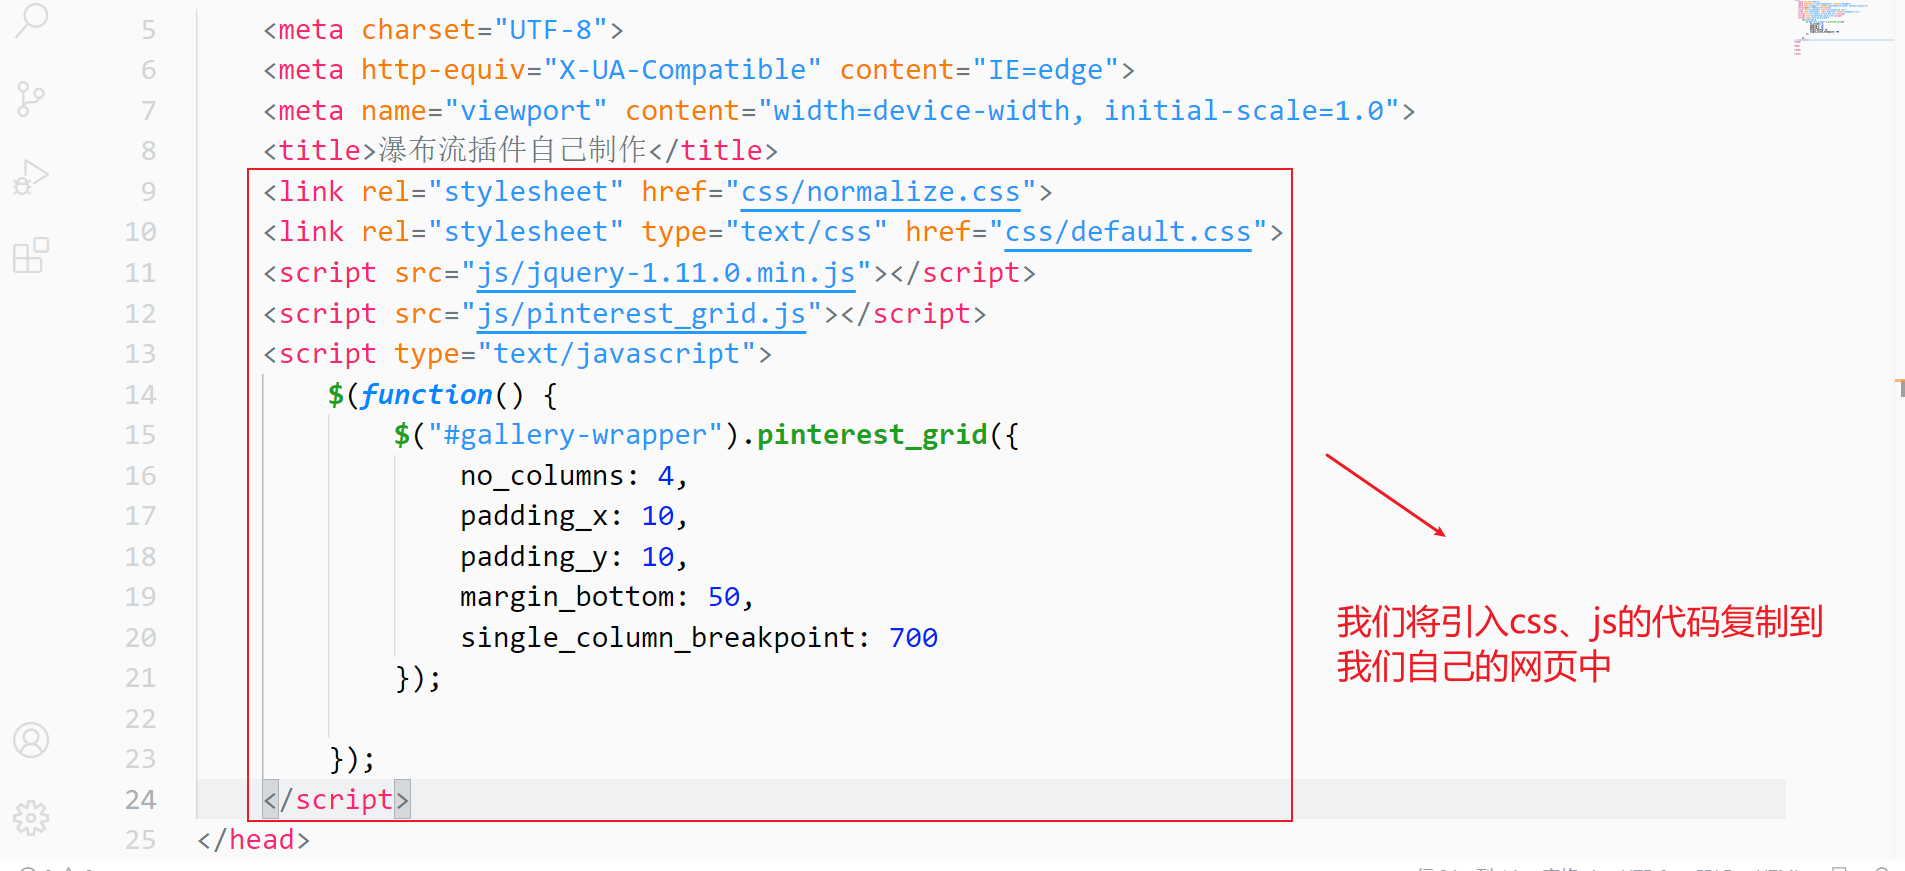 5 <meta charset="UTF-8">
6 <meta http-equiv="X-UA-Compatible" content="IE=edge">
7 <meta name="viewport" content="width=device-width, initial-scale=1.0">
8 <title>瀑布流插件自己制作</title>
9 <link rel="stylesheet" href="css/normalize.css">
10 <link rel="stylesheet" type="text/css" href="css/default.css">
11 <script src="js/jquery-1.11.0.min.js"></script>
12 <script src="js/pinterest_grid.js"></script>
13 <script type="text/javascript">
14 $(function() {
15 $("#gallery-wrapper").pinterest_grid({
16 no_columns: 4,
17 padding_x: 10,
18 padding_y: 10,
19 margin_bottom: 50,
20 single_column_breakpoint: 700
21 });
22
23 });
24 </script>
25 </head>
我们将引入css、js的代码复制到
我们自己的网页中